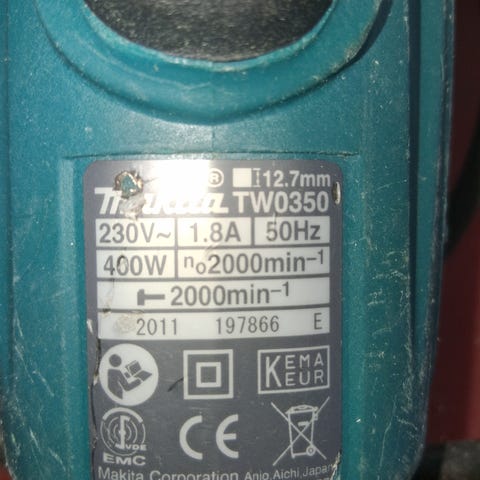 ® 12.7mm
makita TW0350
230V~ 1.8A 50Hz
400W n₀2000min⁻¹
2000min⁻¹
2011 197866 E
KEMA
KEUR
VDE
EMC
CE
Makita Corporation Anjo, Aichi, Japan